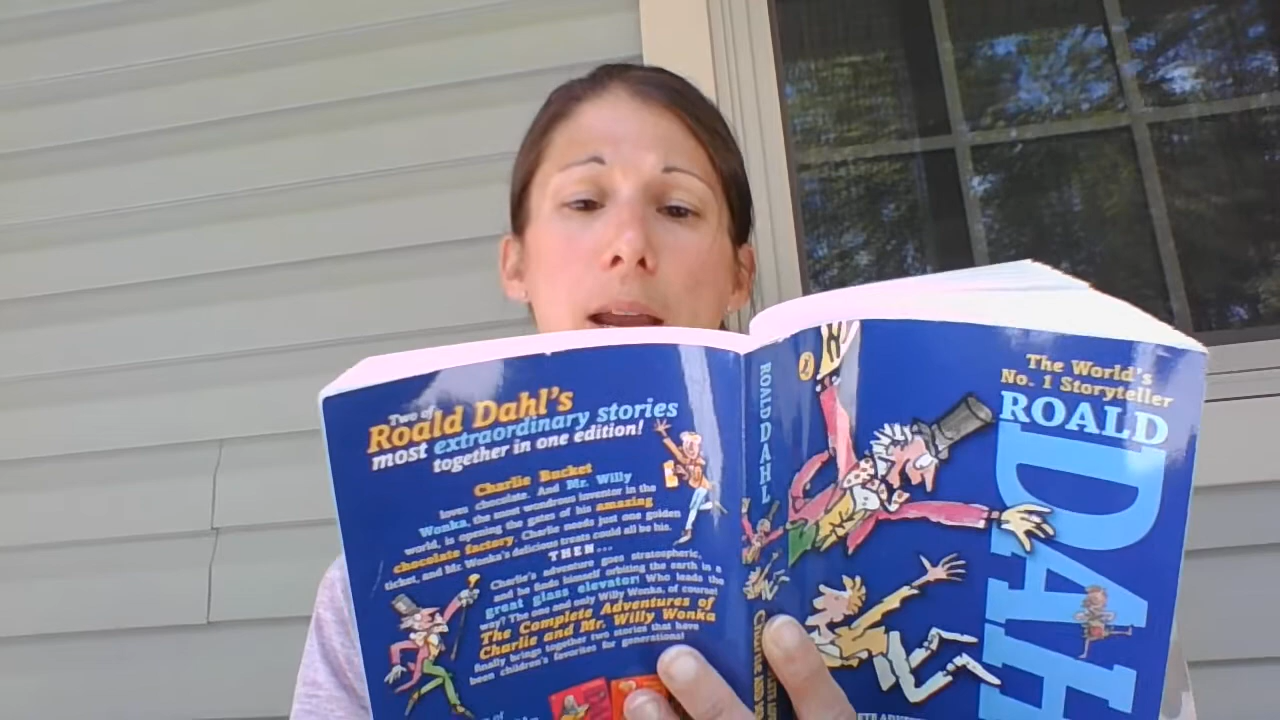 Two of
Roald Dahl's
most extraordinary stories
together in one edition!
Charlie Bucket
loves chocolate. And Mr. Willy
Wonka, the most wondrous inventor in the
world, is opening the gates of his amazing
chocolate factory. Charlie needs just one golden
ticket, and Mr. Wonka's delicious treats could all be his.
THEN...
Charlie's adventure goes stratospheric,
and he finds himself orbiting the earth in a
great glass elevator! Who leads the
way? The one and only Willy Wonka, of course!
The Complete Adventures of
Charlie and Mr. Willy Wonka
finally brings together two stories that have
been children's favorites for generations!
of
ROALD DAHL
CHARLIE AND
The World's
No. 1 Storyteller
ROALD
DAHL